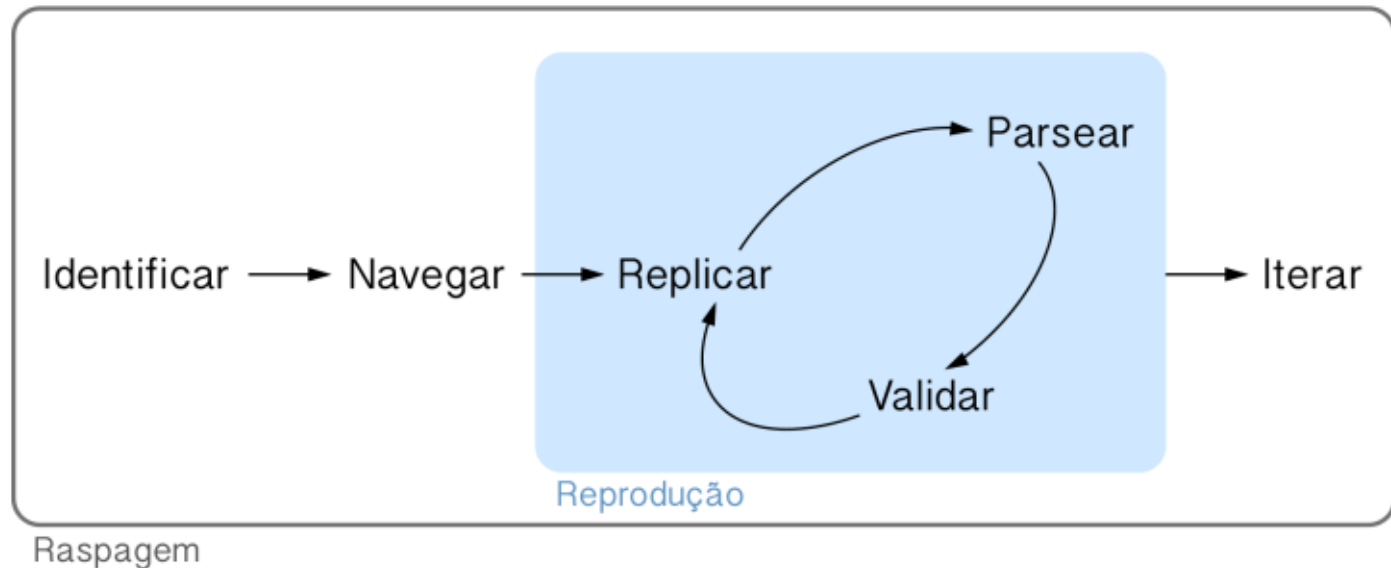 Parsear
Identificar
Navegar
Replicar
Iterar
Validar
Reprodução
Raspagem